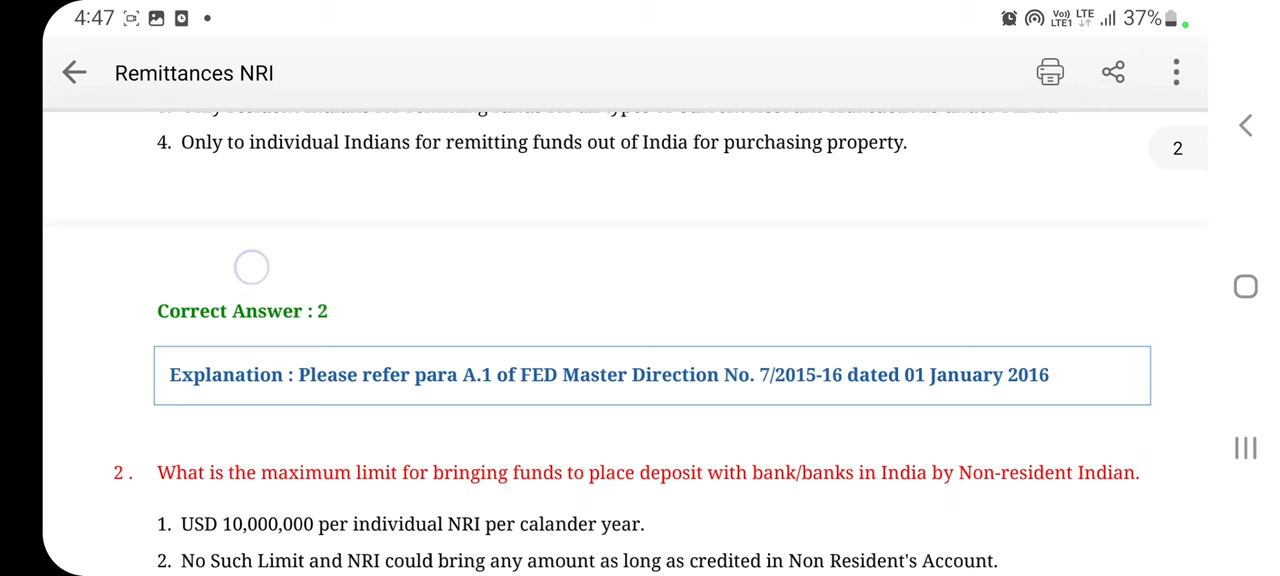 4:47
Vo)) LTE 37%
LTE1
Remittances NRI
4. Only to individual Indians for remitting funds out of India for purchasing property.
2
Correct Answer : 2
Explanation : Please refer para A.1 of FED Master Direction No. 7/2015-16 dated 01 January 2016
2 . What is the maximum limit for bringing funds to place deposit with bank/banks in India by Non-resident Indian.
1. USD 10,000,000 per individual NRI per calander year.
2. No Such Limit and NRI could bring any amount as long as credited in Non Resident's Account.